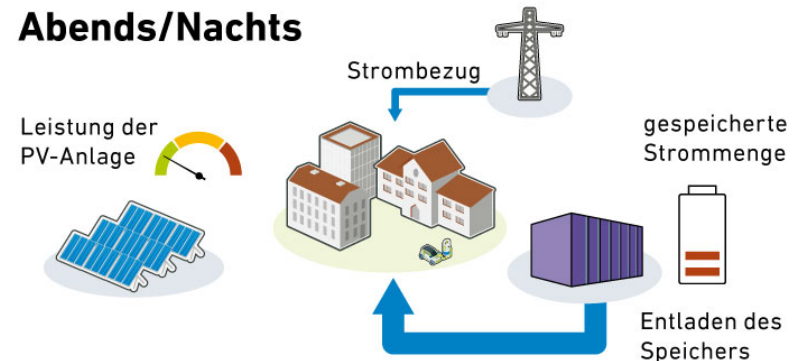 Abends/Nachts
Strombezug
Leistung der
PV-Anlage
gespeicherte
Strommenge
Entladen des
Speichers